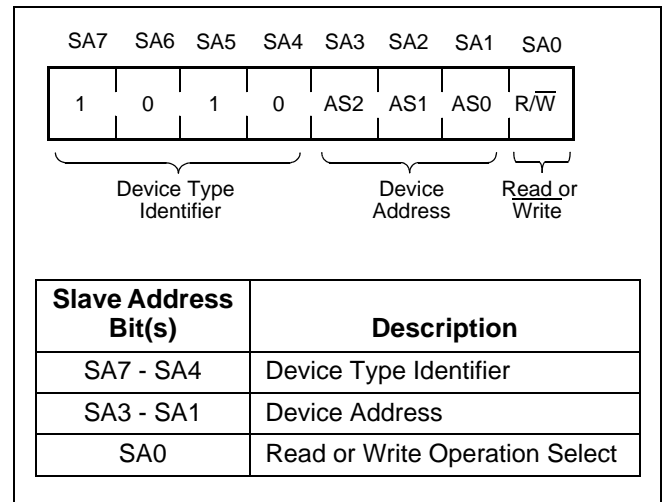 SA7 SA6 SA5 SA4 SA3 SA2 SA1 SA0
1 0 1 0 AS2 AS1 AS0 R/W̅
Device Type Device Read or
Identifier Address W̅r̅i̅t̅e̅
Slave Address
Bit(s) Description
SA7 - SA4 Device Type Identifier
SA3 - SA1 Device Address
SA0 Read or Write Operation Select